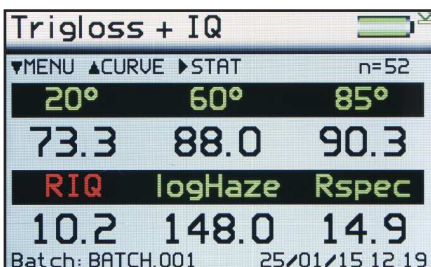 Trigloss + IQ
▼MENU ▲CURVE ▶STAT n=52
20° 60° 85°
73.3 88.0 90.3
RIQ logHaze Rspec
10.2 148.0 14.9
Batch: BATCH.001 25/01/15 12.19